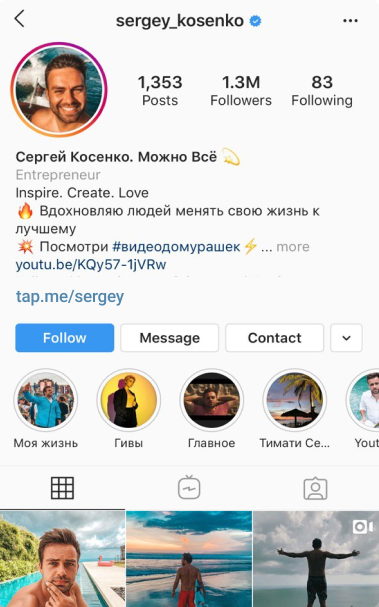 sergey_kosenko
1,353 1.3M 83
Posts Followers Following
Сергей Косенко. Можно Всё 💫
Entrepreneur
Inspire. Create. Love
🔥 Вдохновляю людей менять свою жизнь к
лучшему
💥 Посмотри #видеодомурашек⚡... more
youtu.be/KQy57-1jVRw
tap.me/sergey
Follow Message Contact
Моя жизнь Гивы Главное Тимати Се... Yout